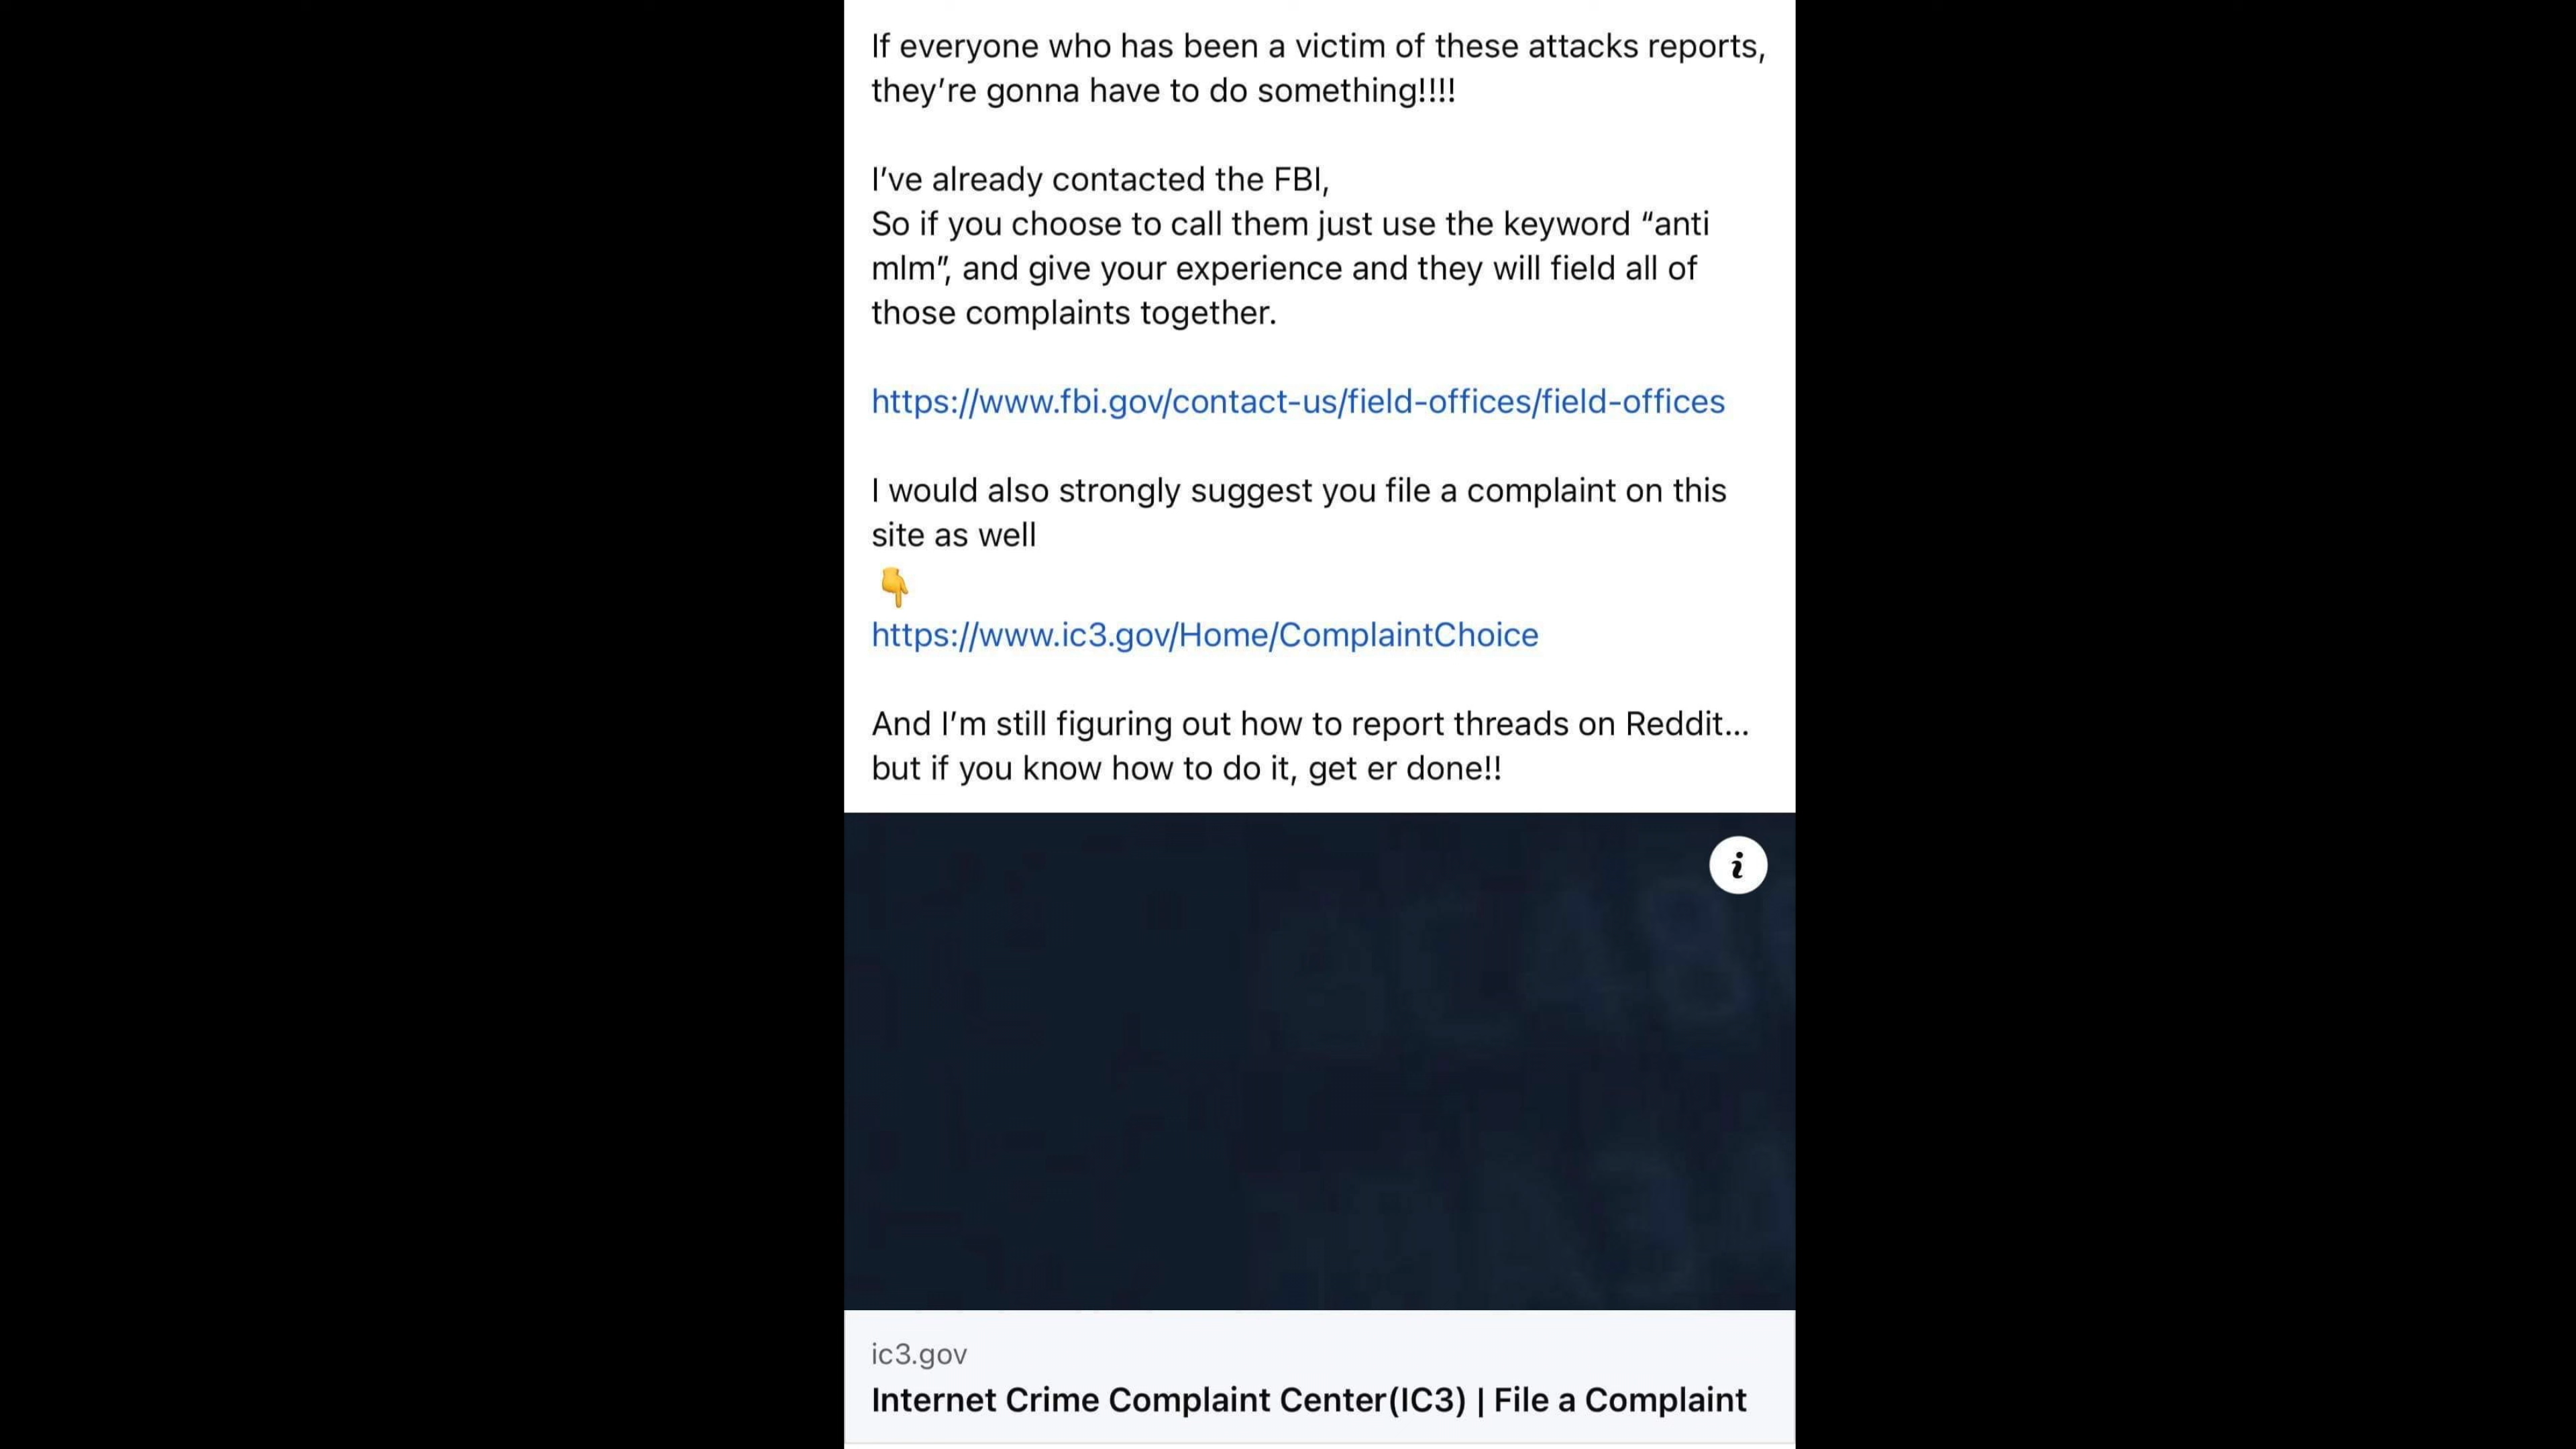 If everyone who has been a victim of these attacks reports,
they’re gonna have to do something!!!!
I’ve already contacted the FBI,
So if you choose to call them just use the keyword “anti
mlm”, and give your experience and they will field all of
those complaints together.
https://www.fbi.gov/contact-us/field-offices/field-offices
I would also strongly suggest you file a complaint on this
site as well
👇
https://www.ic3.gov/Home/ComplaintChoice
And I’m still figuring out how to report threads on Reddit...
but if you know how to do it, get er done!!
i
ic3.gov
Internet Crime Complaint Center(IC3) | File a Complaint